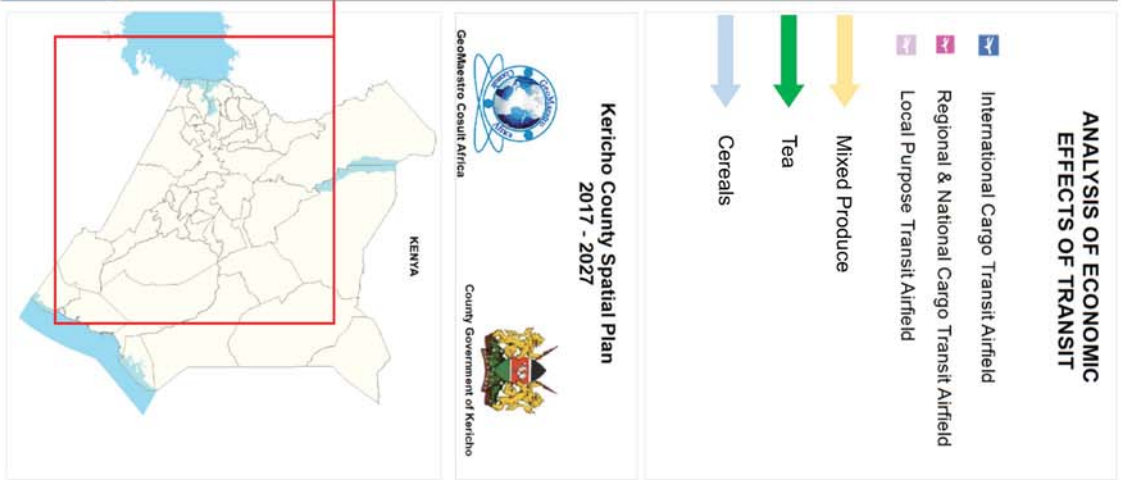 ANALYSIS OF ECONOMIC
EFFECTS OF TRANSIT
International Cargo Transit Airfield
Regional & National Cargo Transit Airfield
Local Purpose Transit Airfield
Mixed Produce
Tea
Cereals
Kericho County Spatial Plan
2017 - 2027
GeoMaestro Cosult Africa
County Government of Kericho
KENYA